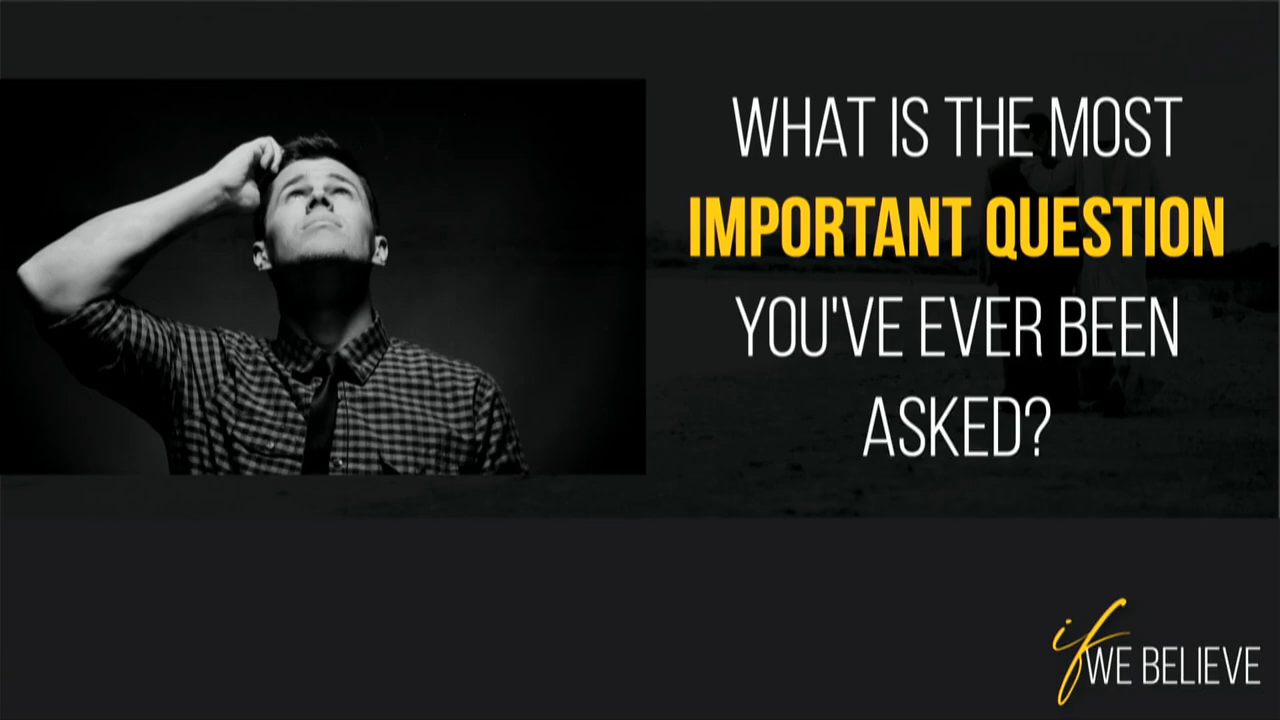 WHAT IS THE MOST
IMPORTANT QUESTION
YOU'VE EVER BEEN
ASKED?
if WE BELIEVE